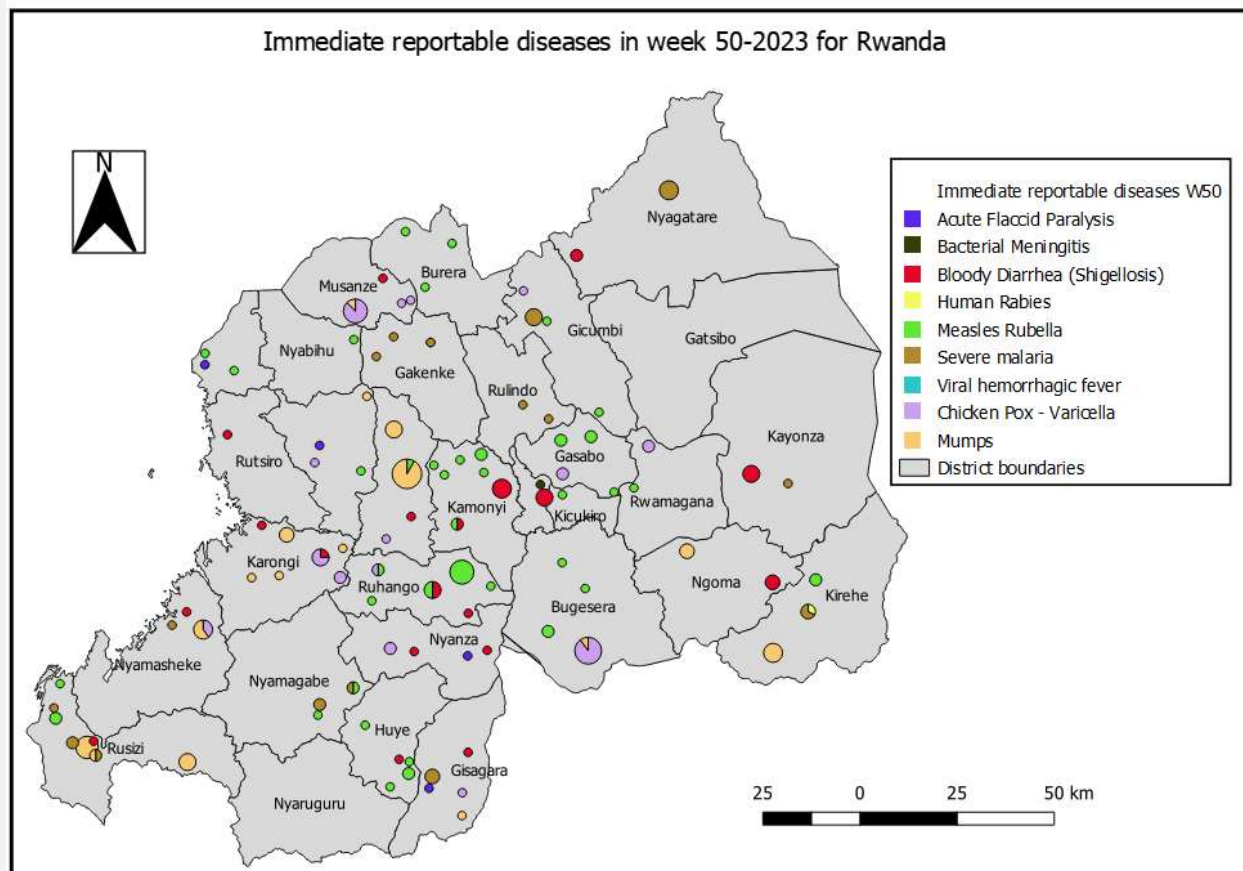 Immediate reportable diseases in week 50-2023 for Rwanda
N
Immediate reportable diseases W50
Acute Flaccid Paralysis
Bacterial Meningitis
Bloody Diarrhea (Shigellosis)
Human Rabies
Measles Rubella
Severe malaria
Viral hemorrhagic fever
Chicken Pox - Varicella
Mumps
District boundaries
Nyagatare
Burera
Musanze
Gicumbi
Gatsibo
Nyabihu
Gakenke
Rulindo
Kayonza
Rutsiro
Gasabo
Kamonyi
Kicukiro
Rwamagana
Karongi
Ruhango
Ngoma
Kirehe
Bugesera
Nyanza
Nyamasheke
Nyamagabe
Huye
Rusizi
Gisagara
Nyaruguru
25 0 25 50 km